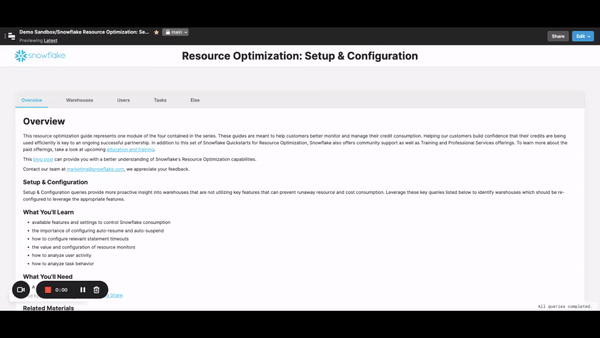 Demo Sandbox/Snowflake Resource Optimization: Se...
main
Previewing Latest
Share
Edit
snowflake
Resource Optimization: Setup & Configuration
Overview
Warehouses
Users
Tasks
Else
Overview
This resource optimization guide represents one module of the four contained in the series. These guides are meant to help customers better monitor and manage their credit consumption. Helping our customers build confidence that their credits are being
used efficiently is key to an ongoing successful partnership. In addition to this set of Snowflake Quickstarts for Resource Optimization, Snowflake also offers community support as well as Training and Professional Services offerings. To learn more about the
paid offerings, take a look at upcoming education and training.
This blog post can provide you with a better understanding of Snowflake's Resource Optimization capabilities.
Contact our team at marketing@snowflake.com, we appreciate your feedback.
Setup & Configuration
Setup & Configuration queries provide more proactive insight into warehouses that are not utilizing key features that can prevent runaway resource and cost consumption. Leverage these key queries listed below to identify warehouses which should be re-
configured to leverage the appropriate features.
What You'll Learn
• available features and settings to control Snowflake consumption
• the importance of configuring auto-resume and auto-suspend
• how to configure relevant statement timeouts
• the value and configuration of resource monitors
• how to analyze user activity
• how to analyze task behavior
What You'll Need
• A
Share
0:00
Related Materials
All queries completed.